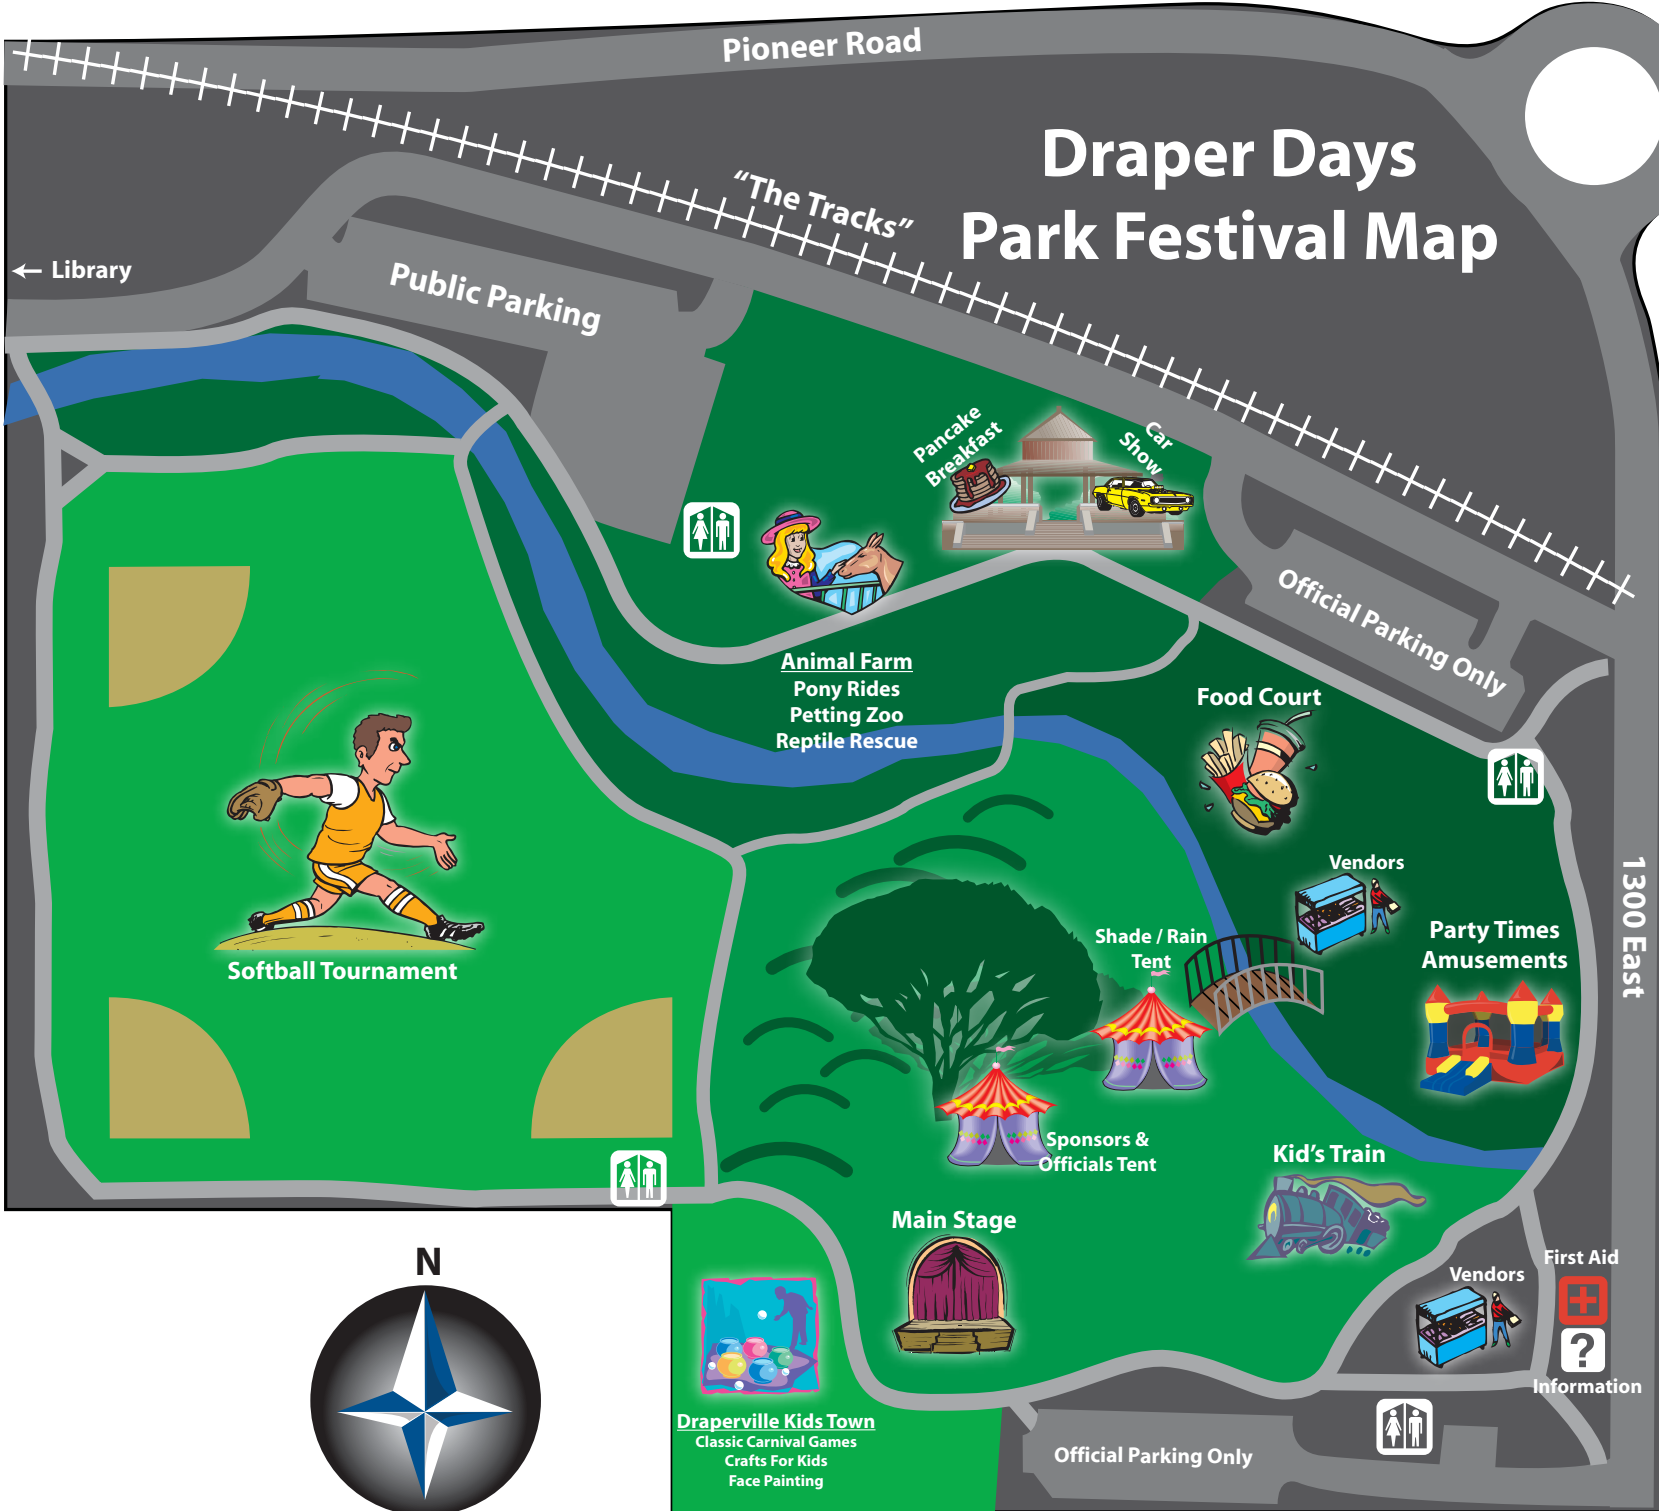 Pioneer Road
Draper Days
Park Festival Map
“The Tracks”
← Library
Public Parking
Pancake
Breakfast
Car
Show
Official Parking Only
Animal Farm
Pony Rides
Petting Zoo
Reptile Rescue
Food Court
Vendors
1300 East
Party Times
Amusements
Shade / Rain
Tent
Softball Tournament
Sponsors &
Officials Tent
Kid’s Train
Main Stage
N
First Aid
Vendors
?
Information
Draperville Kids Town
Classic Carnival Games
Crafts For Kids
Face Painting
Official Parking Only